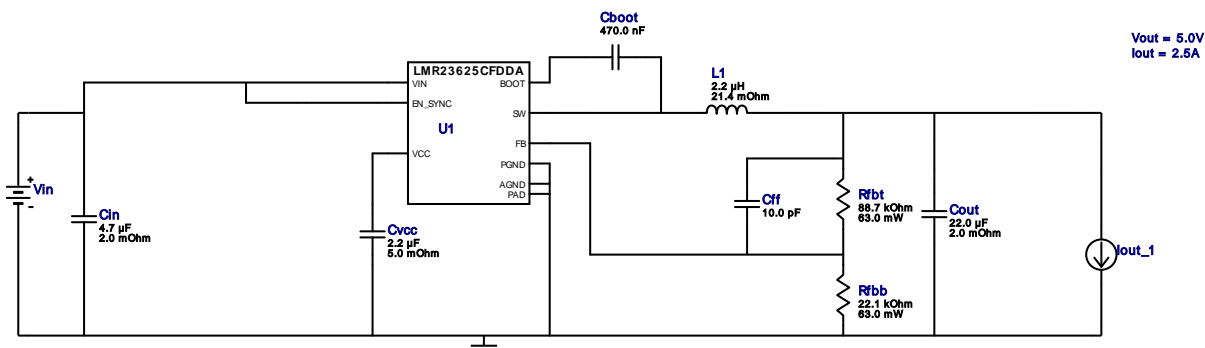 Cboot
470.0 nF
Vout = 5.0V
Iout = 2.5A
LMR23625CFDDA
VIN
BOOT
EN_SYNC
SW
U1
FB
VCC
PGND
AGND
PAD
L1
2.2 µH
21.4 mOhm
+
Vin
-
Cin
4.7 µF
2.0 mOhm
Cvcc
2.2 µF
5.0 mOhm
Cff
10.0 pF
Rfbt
88.7 kOhm
63.0 mW
Cout
22.0 µF
2.0 mOhm
Iout_1
Rfbb
22.1 kOhm
63.0 mW